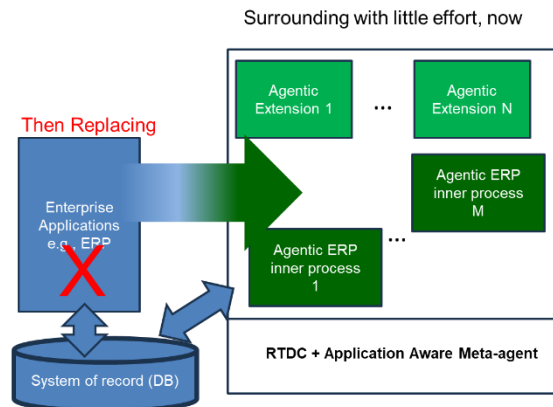 Surrounding with little effort, now
Agentic
Extension 1
...
Agentic
Extension N
Then Replacing
Enterprise
Applications
e.g., ERP
X
Agentic ERP
inner process
M
...
Agentic ERP
inner process
1
System of record (DB)
RTDC + Application Aware Meta-agent